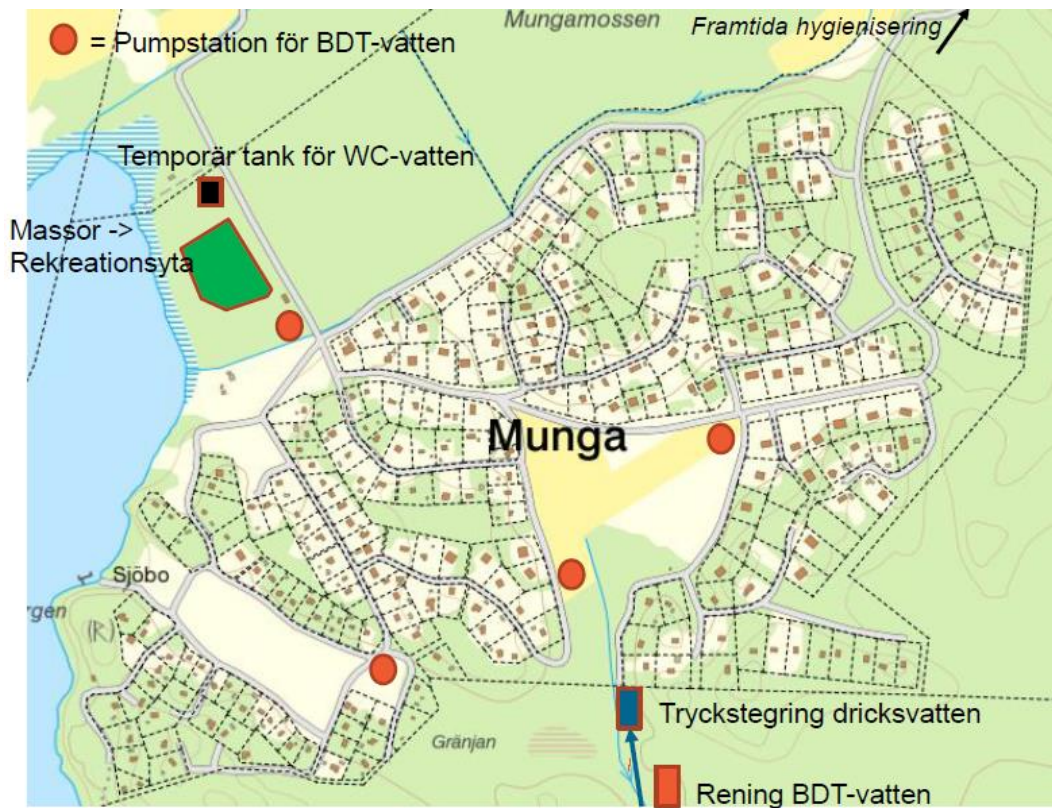 Mungamossen
Framtida hygienisering
= Pumpstation för BDT-vatten
Temporär tank för WC-vatten
Massor ->
Rekreationsyta
Munga
Sjöbo
rgen
(R)
Gränjan
Tryckstegring dricksvatten
Rening BDT-vatten